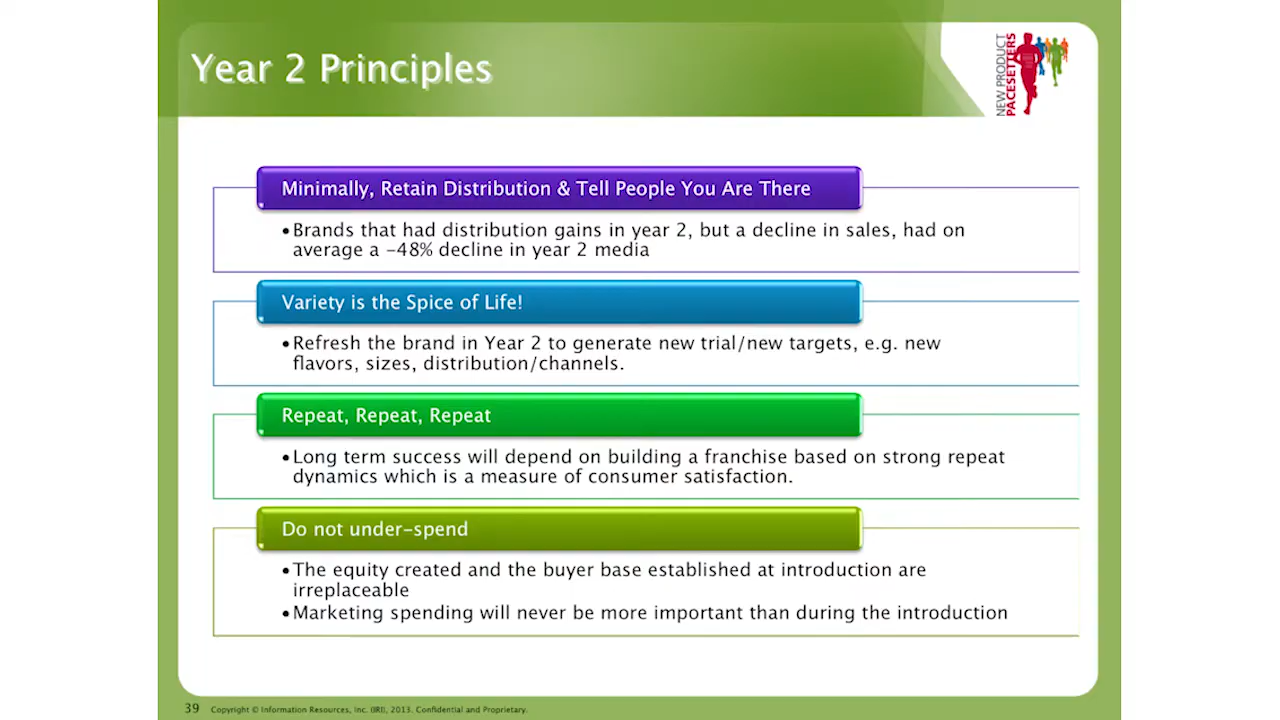 Year 2 Principles
NEW PRODUCT
PACESETTERS
Minimally, Retain Distribution & Tell People You Are There
•Brands that had distribution gains in year 2, but a decline in sales, had on
average a -48% decline in year 2 media
Variety is the Spice of Life!
•Refresh the brand in Year 2 to generate new trial/new targets, e.g. new
flavors, sizes, distribution/channels.
Repeat, Repeat, Repeat
•Long term success will depend on building a franchise based on strong repeat
dynamics which is a measure of consumer satisfaction.
Do not under-spend
•The equity created and the buyer base established at introduction are
irreplaceable
•Marketing spending will never be more important than during the introduction
39 Copyright © Information Resources, Inc. (IRI), 2013. Confidential and Proprietary.